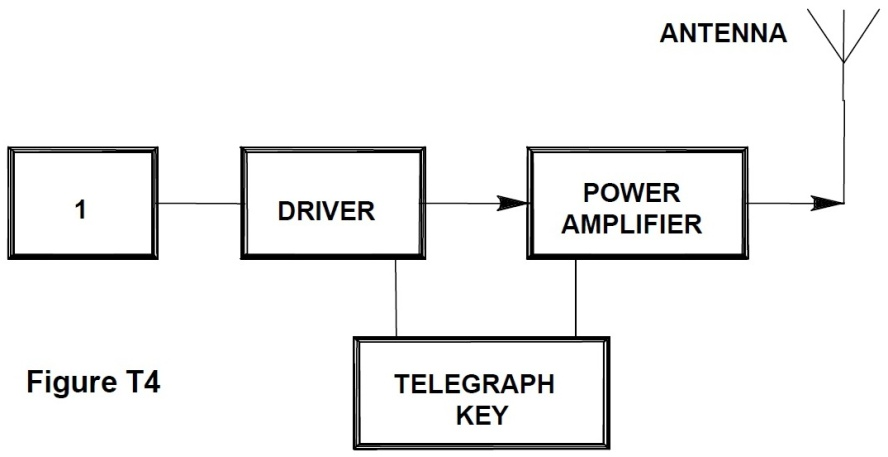 ANTENNA
1
DRIVER
POWER
AMPLIFIER
Figure T4
TELEGRAPH
KEY